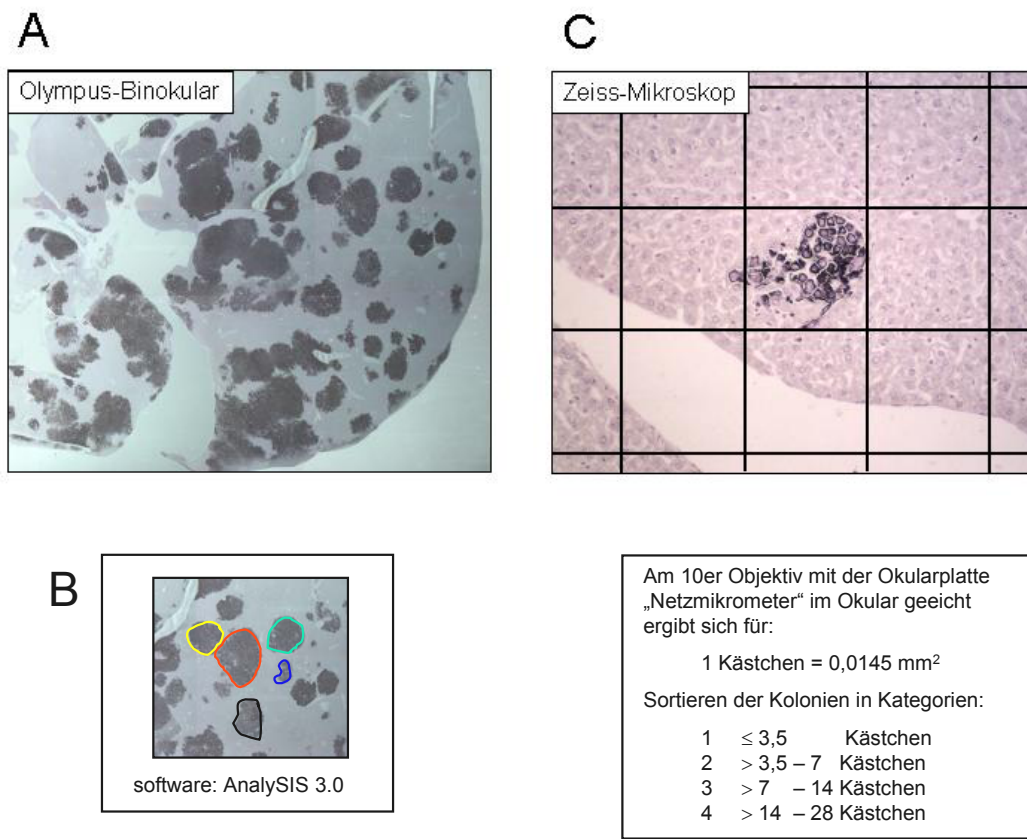 A
Olympus-Binokular
C
Zeiss-Mikroskop
B
software: AnalySIS 3.0
Am 10er Objektiv mit der Okularplatte
„Netzmikrometer“ im Okular geeicht
ergibt sich für:
1 Kästchen = 0,0145 mm²
Sortieren der Kolonien in Kategorien:
1 ≤ 3,5 Kästchen
2 > 3,5 – 7 Kästchen
3 > 7 – 14 Kästchen
4 > 14 – 28 Kästchen